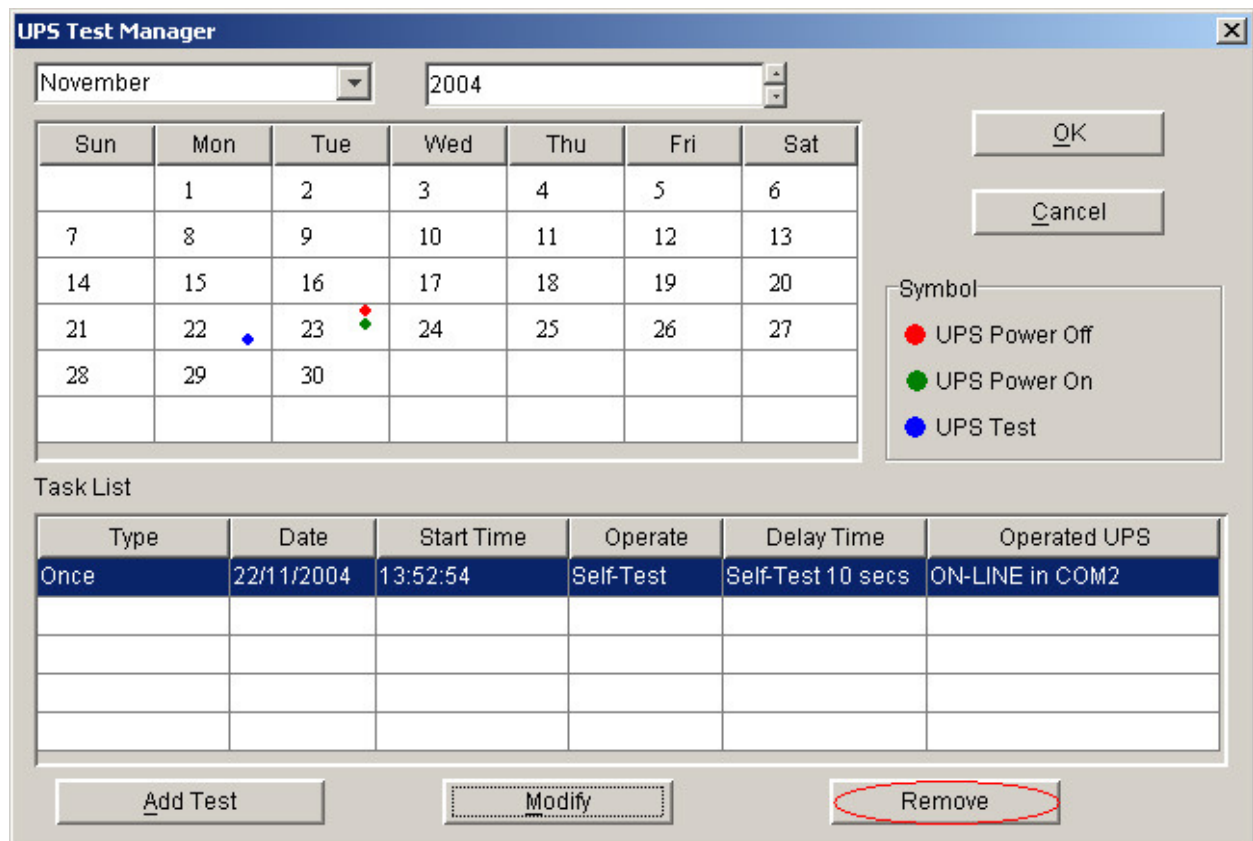 UPS Test Manager
November 2004
Sun Mon Tue Wed Thu Fri Sat
1 2 3 4 5 6
7 8 9 10 11 12 13
14 15 16 17 18 19 20
21 22 23 24 25 26 27
28 29 30
OK
Cancel
Symbol
UPS Power Off
UPS Power On
UPS Test
Task List
Type Date Start Time Operate Delay Time Operated UPS
Once 22/11/2004 13:52:54 Self-Test Self-Test 10 secs ON-LINE in COM2
Add Test Modify Remove